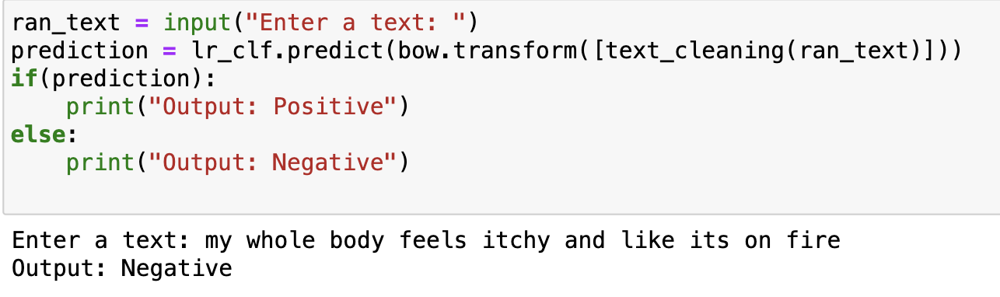 ran_text = input("Enter a text: ")
prediction = lr_clf.predict(bow.transform([text_cleaning(ran_text)]))
if(prediction):
    print("Output: Positive")
else:
    print("Output: Negative")
Enter a text: my whole body feels itchy and like its on fire
Output: Negative